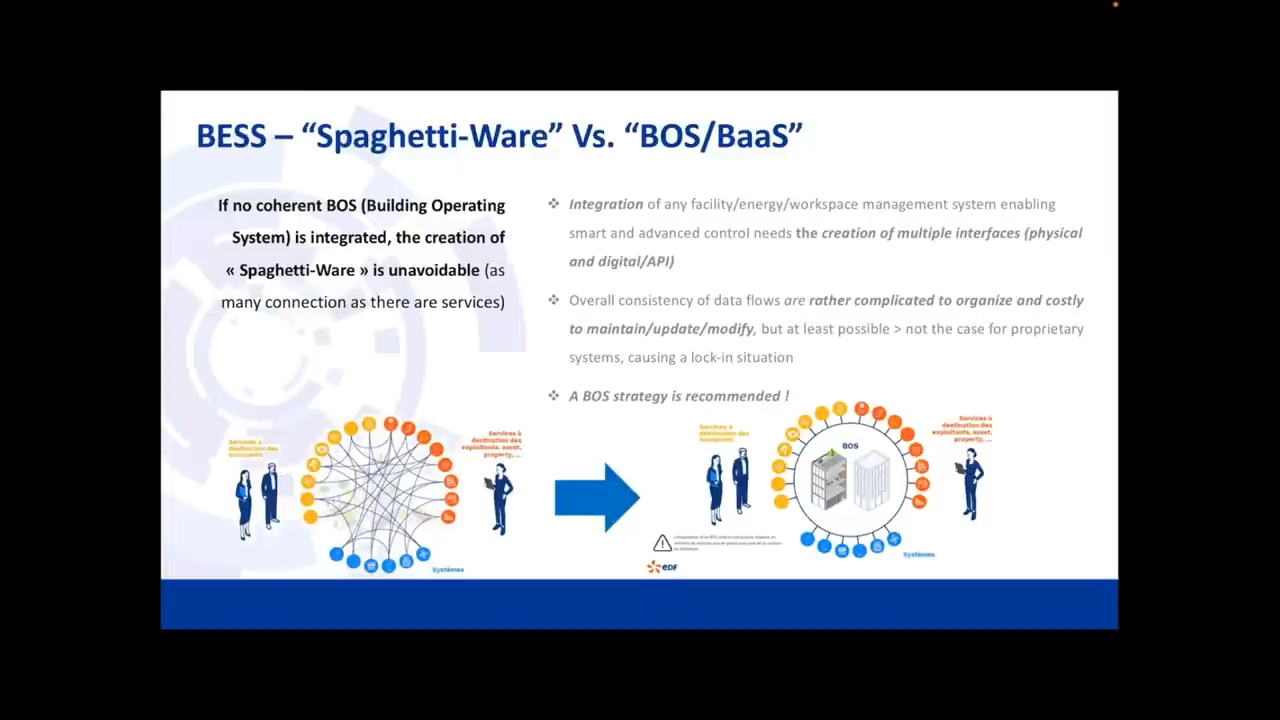 BESS – “Spaghetti-Ware” Vs. “BOS/BaaS”
If no coherent BOS (Building Operating
System) is integrated, the creation of
« Spaghetti-Ware » is unavoidable (as
many connection as there are services)
❖ Integration of any facility/energy/workspace management system enabling
smart and advanced control needs the creation of multiple interfaces (physical
and digital/API)
❖ Overall consistency of data flows are rather complicated to organize and costly
to maintain/update/modify, but at least possible > not the case for proprietary
systems, causing a lock-in situation
❖ A BOS strategy is recommended !
Services à
destination des
occupants
Services à
destination des
exploitants, asset,
property, ...
Systèmes
Services à
destination des
occupants
BOS
Services à
destination des
exploitants, asset,
property, ...
Systèmes
EDF